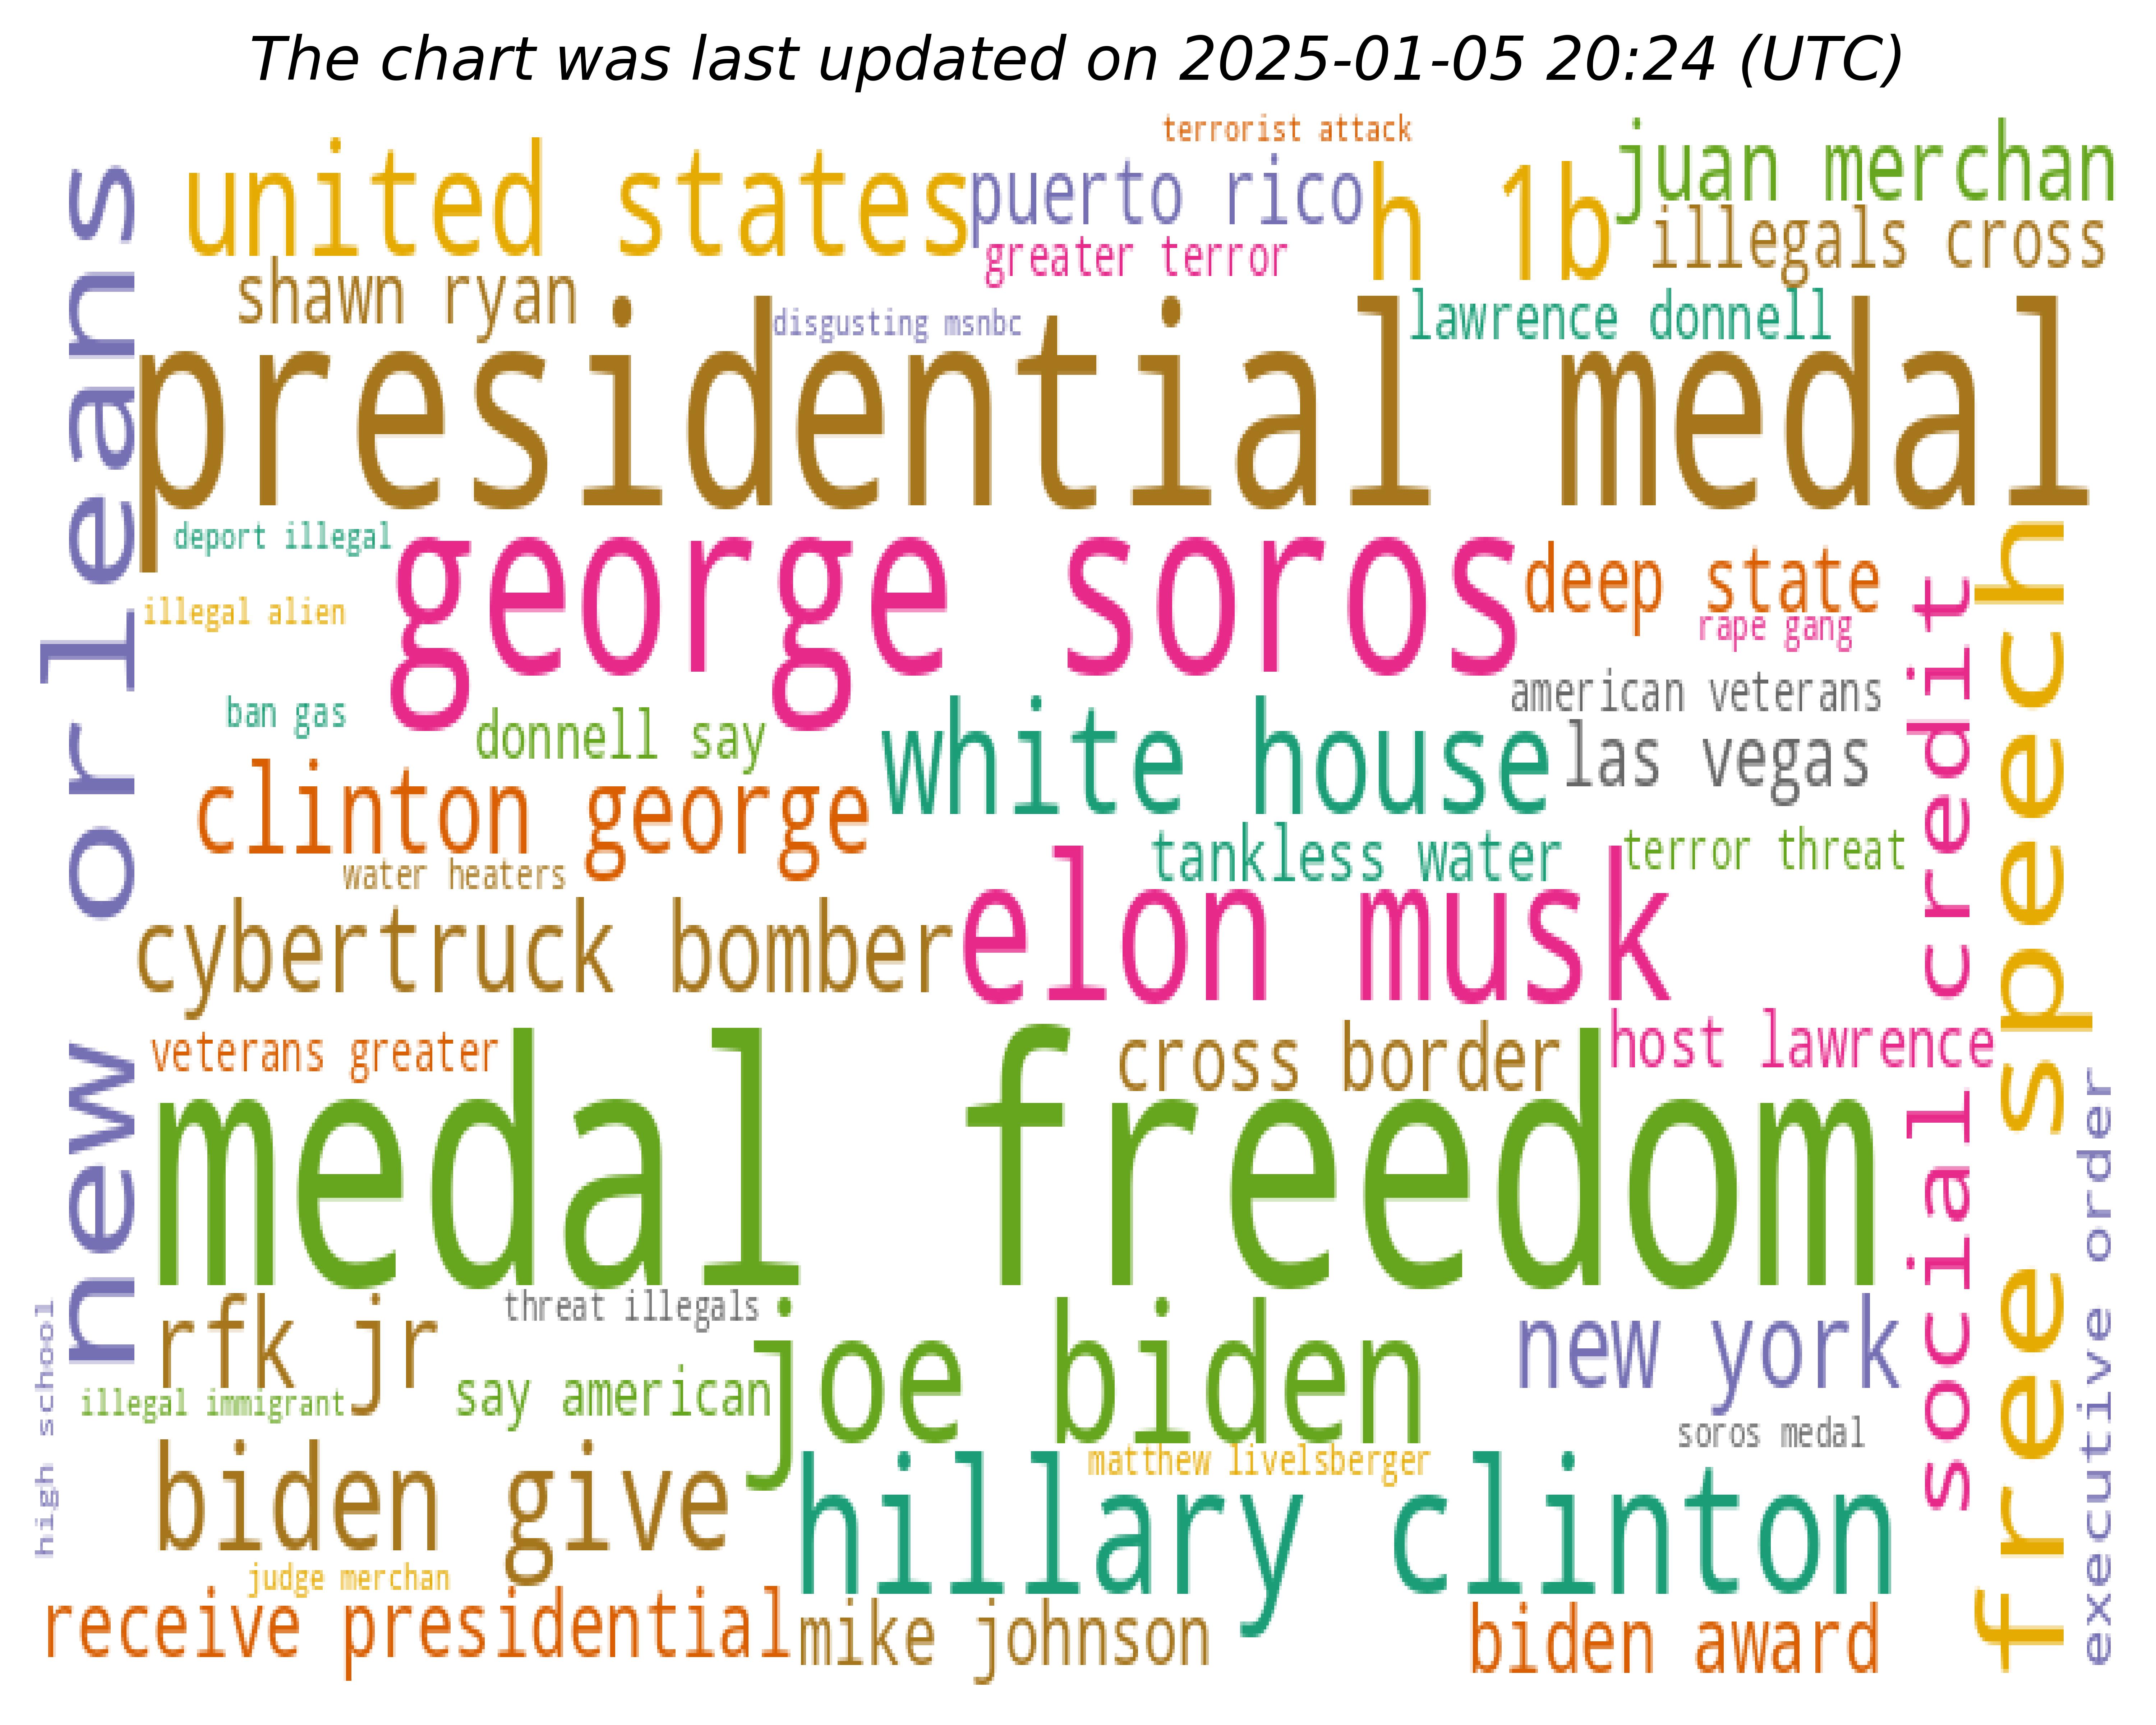 The chart was last updated on 2025-01-05 20:24 (UTC)
terrorist attack
united states
puerto rico
h 1b
juan merchan
greater terror
illegals cross
shawn ryan
disgusting msnbc
lawrence donnell
presidential medal
new orleans
deport illegal
george soros
deep state
illegal alien
rape gang
american veterans
ban gas
donnell say
white house
las vegas
clinton george
tankless water
terror threat
water heaters
cybertruck bomber
elon musk
social credit
free speech
veterans greater
cross border
host lawrence
medal freedom
executive order
threat illegals
rfk jr
joe biden
new york
high school
illegal immigrant
say american
soros medal
biden give
matthew livelsberger
hillary clinton
judge merchan
receive presidential
mike johnson
biden award